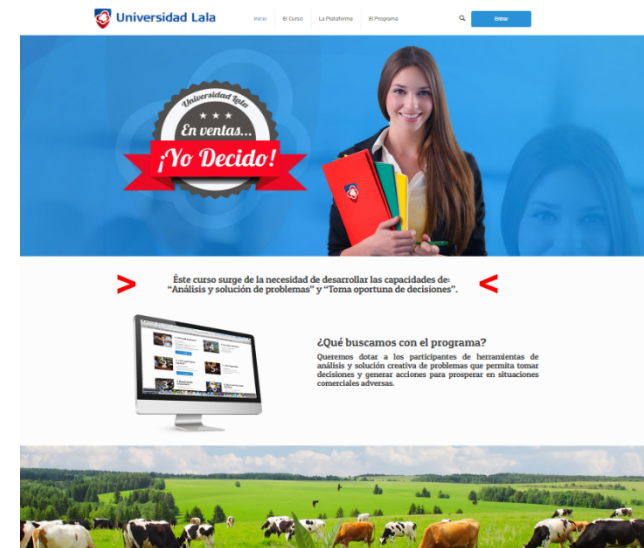 Universidad Lala
Inicio
El Curso
La Plataforma
El Programa
Entrar
Universidad Lala
En ventas...
¡Yo Decido!
Éste curso surge de la necesidad de desarrollar las capacidades de:
“Análisis y solución de problemas” y “Toma oportuna de decisiones”.
¿Qué buscamos con el programa?
Queremos dotar a los participantes de herramientas de
análisis y solución creativa de problemas que permita tomar
decisiones y generar acciones para prosperar en situaciones
comerciales adversas.